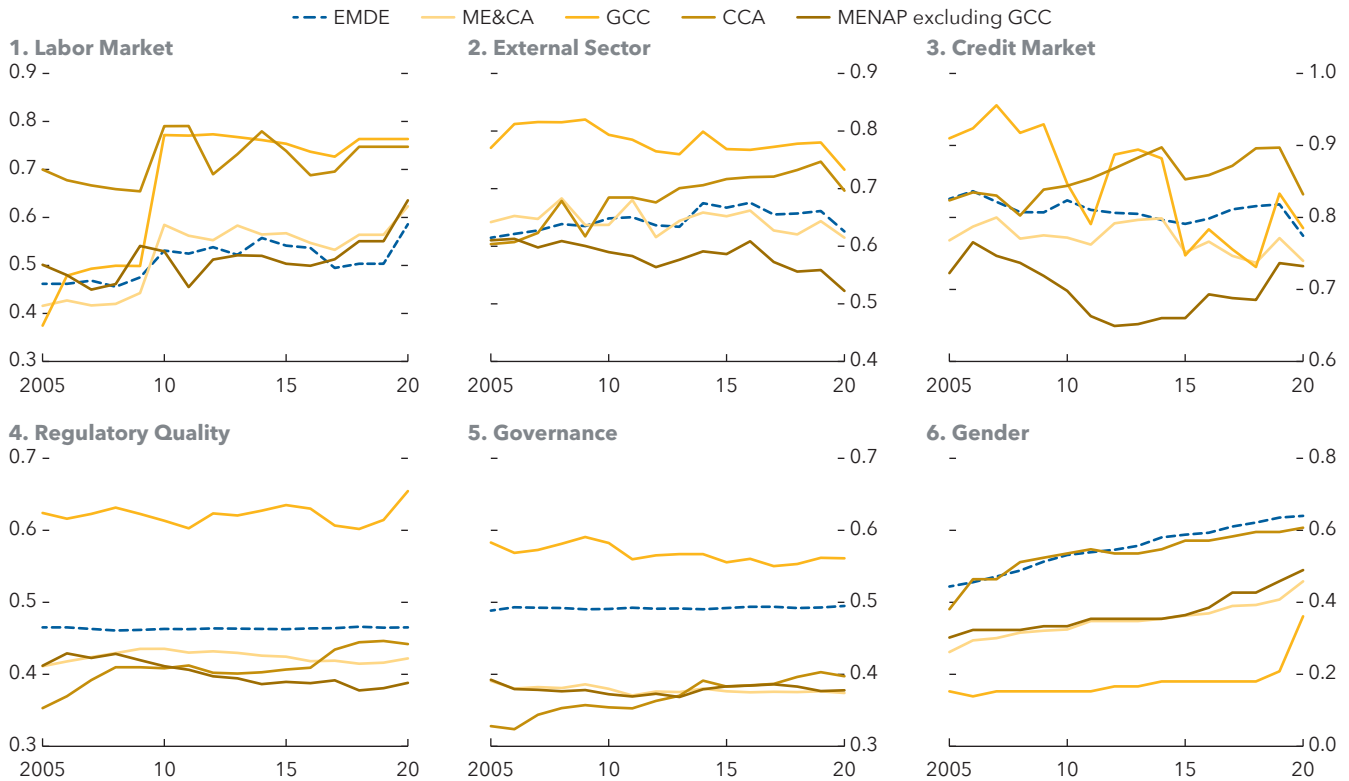 EMDE ME&CA GCC CCA MENAP excluding GCC
1. Labor Market
0.9
0.8
0.7
0.6
0.5
0.4
0.3
2005 10 15 20
2. External Sector
0.9
0.8
0.7
0.6
0.5
0.4
2005 10 15 20
3. Credit Market
1.0
0.9
0.8
0.7
0.6
2005 10 15 20
4. Regulatory Quality
0.7
0.6
0.5
0.4
0.3
2005 10 15 20
5. Governance
0.7
0.6
0.5
0.4
0.3
2005 10 15 20
6. Gender
0.8
0.6
0.4
0.2
0.0
2005 10 15 20